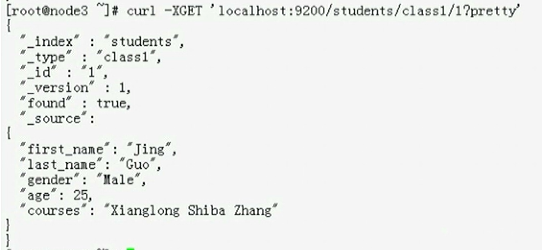 [root@node3 ~]# curl -XGET 'localhost:9200/students/class1/1?pretty'
{
"_index" : "students",
"_type" : "class1",
"_id" : "1",
"_version" : 1,
"found" : true,
"_source":
{
"first_name": "Jing",
"last_name": "Guo",
"gender": "Male",
"age": 25,
"courses": "Xianglong Shiba Zhang"
}
}